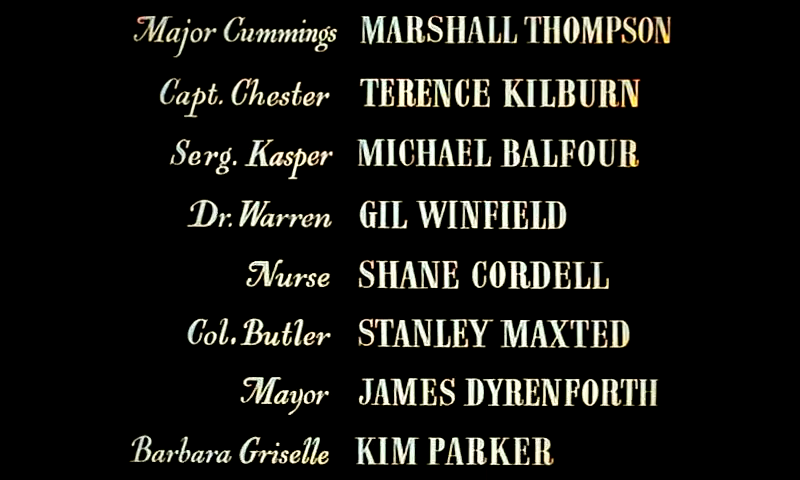 Major Cummings MARSHALL THOMPSON
Capt. Chester TERENCE KILBURN
Serg. Kasper MICHAEL BALFOUR
Dr. Warren GIL WINFIELD
Nurse SHANE CORDELL
Col. Butler STANLEY MAXTED
Mayor JAMES DYRENFORTH
Barbara Griselle KIM PARKER